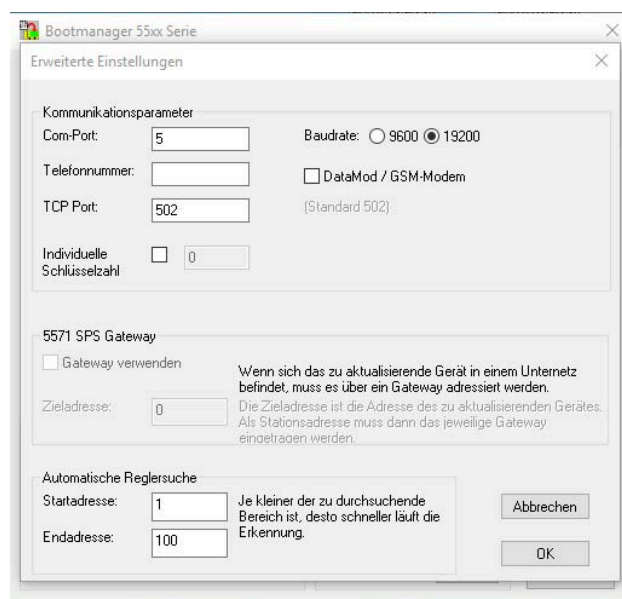 Bootmanager 55xx Serie
Erweiterte Einstellungen
Kommunikationsparameter
Com-Port: 5 Baudrate: 9600 19200
Telefonnummer: DataMod / GSM-Modem
TCP Port: 502 (Standard 502)
Individuelle
Schlüsselzahl 0
5571 SPS Gateway
Gateway verwenden
Wenn sich das zu aktualisierende Gerät in einem Unternetz
befindet, muss es über ein Gateway adressiert werden.
Zieladresse: 0
Die Zieladresse ist die Adresse des zu aktualisierenden Gerätes.
Als Stationsadresse muss dann das jeweilige Gateway
eingetragen werden.
Automatische Reglersuche
Startadresse: 1
Endadresse: 100
Je kleiner der zu durchsuchende
Bereich ist, desto schneller läuft die
Erkennung.
Abbrechen
OK